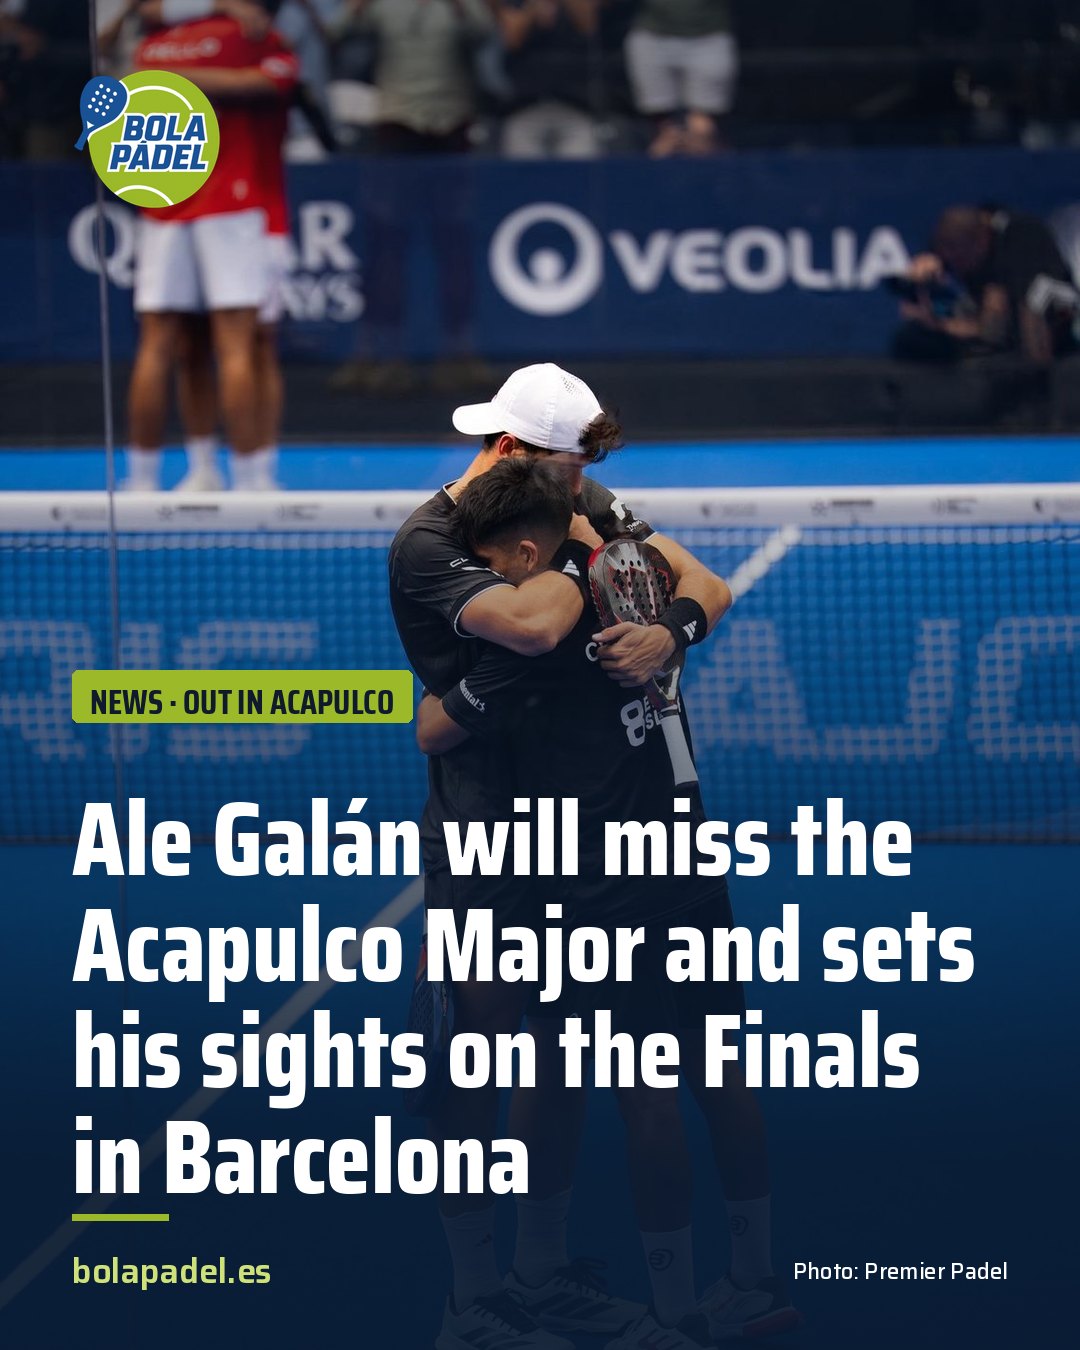 BOLA
PÁDEL
VEOLIA
NEWS · OUT IN ACAPULCO
Ale Galán will miss the
Acapulco Major and sets
his sights on the Finals
in Barcelona
bolapadel.es
Photo: Premier Padel